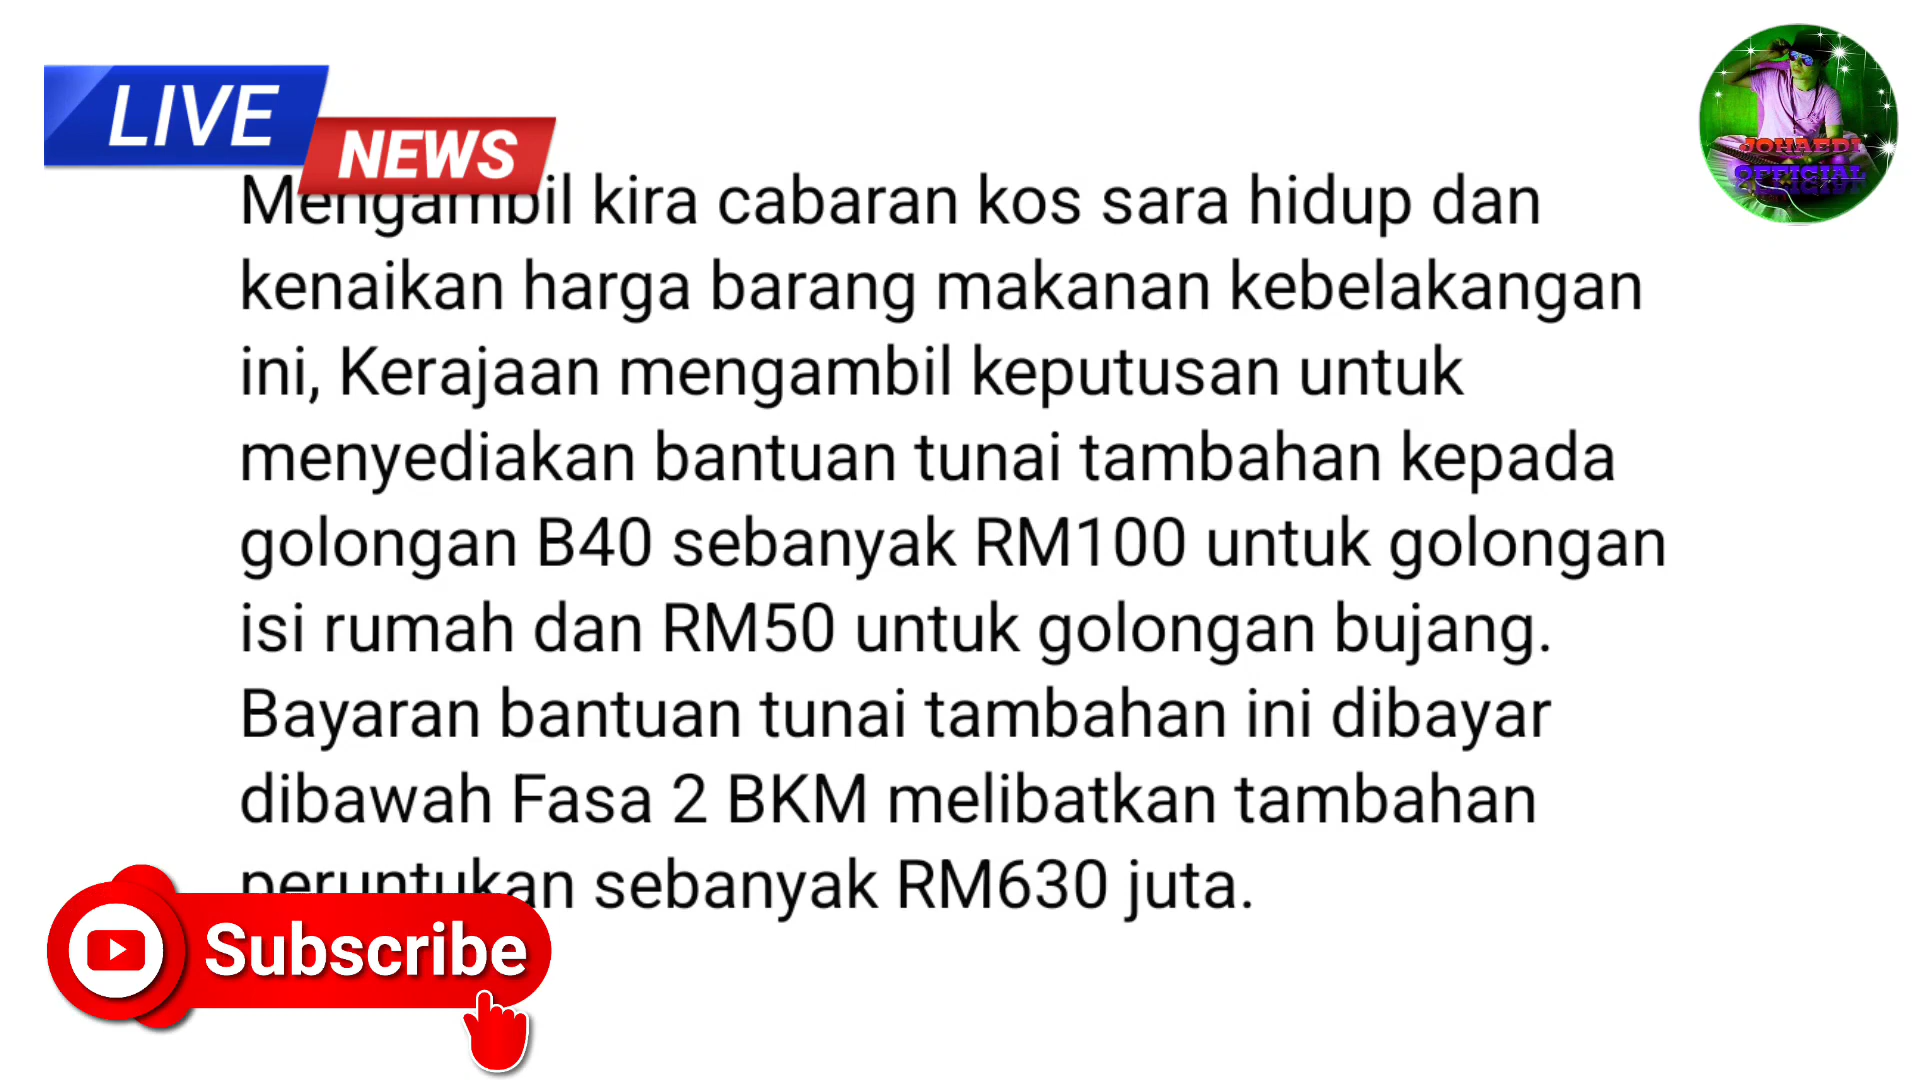 LIVE
NEWS
JOHAEDI
OFFICIAL
Mengambil kira cabaran kos sara hidup dan
kenaikan harga barang makanan kebelakangan
ini, Kerajaan mengambil keputusan untuk
menyediakan bantuan tunai tambahan kepada
golongan B40 sebanyak RM100 untuk golongan
isi rumah dan RM50 untuk golongan bujang.
Bayaran bantuan tunai tambahan ini dibayar
dibawah Fasa 2 BKM melibatkan tambahan
peruntukan sebanyak RM630 juta.
Subscribe